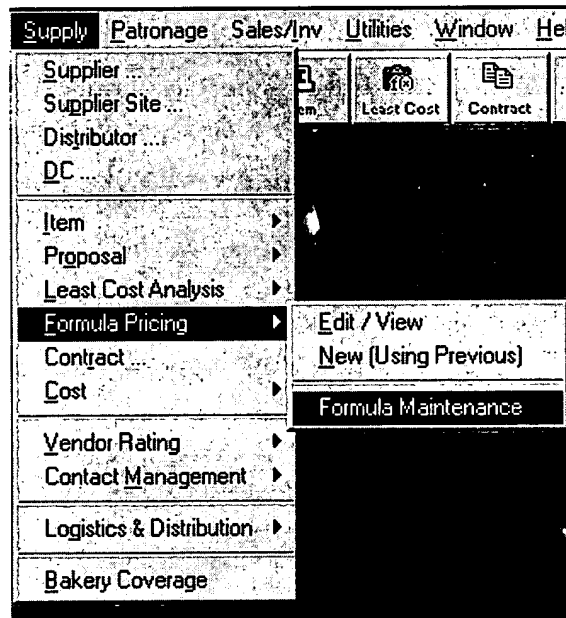 Supply Patronage Sales/Inv Utilities Window Hel
Supplier ...
Supplier Site ...
Distributor ...
DC ...
em Least Cost Contract
Item
Proposal
Least Cost Analysis
Formula Pricing
Contract ...
Cost
Edit / View
New (Using Previous)
Formula Maintenance
Vendor Rating
Contact Management
Logistics & Distribution
Bakery Coverage